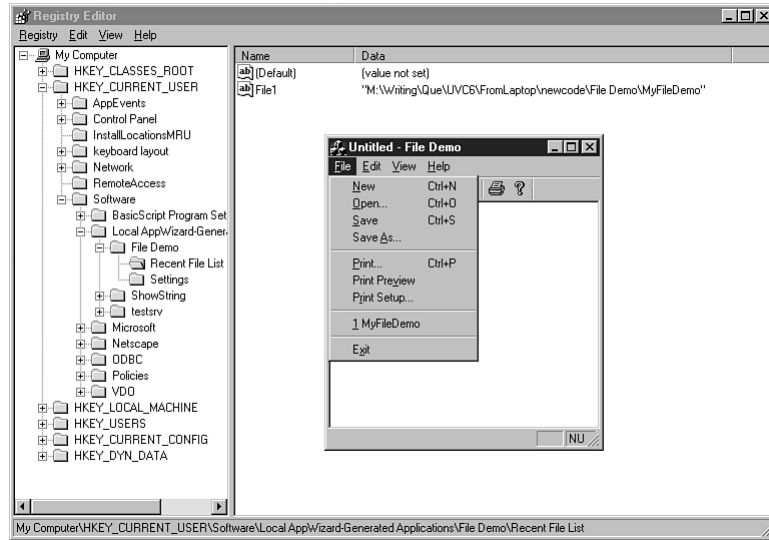 Registry Editor
Registry Edit View Help
My Computer
HKEY_CLASSES_ROOT
HKEY_CURRENT_USER
AppEvents
Control Panel
InstallLocationsMRU
keyboard layout
Network
RemoteAccess
Software
BasicScript Program Set
Local AppWizard-Gener
File Demo
Recent File List
Settings
ShowString
testsrv
Microsoft
Netscape
ODBC
Policies
VDO
HKEY_LOCAL_MACHINE
HKEY_USERS
HKEY_CURRENT_CONFIG
HKEY_DYN_DATA
Name Data
ab (Default) (value not set)
ab File1 "M:\Writing\Que\UVC6\FromLaptop\newcode\File Demo\MyFileDemo"
Untitled - File Demo
File Edit View Help
New Ctrl+N
Open... Ctrl+O
Save Ctrl+S
Save As...
Print... Ctrl+P
Print Preview
Print Setup...
1 MyFileDemo
Exit
NU
My Computer\HKEY_CURRENT_USER\Software\Local AppWizard-Generated Applications\File Demo\Recent File List